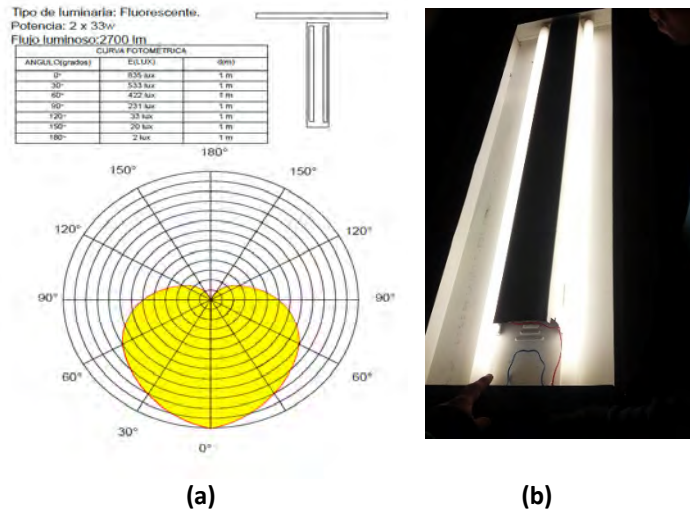 Tipo de luminaria: Fluorescente.
Potencia: 2 x 33w
Flujo luminoso:2700 lm
CURVA FOTOMETRICA
ANGULO(grados) E(LUX) d(m)
0° 835 lux 1 m
30° 533 lux 1 m
60° 422 lux 1 m
90° 231 lux 1 m
120° 33 lux 1 m
150° 20 lux 1 m
180° 2 lux 1 m
180°
150° 150°
120° 120°
90° 90°
60° 60°
30° 30°
0°
(a) (b)